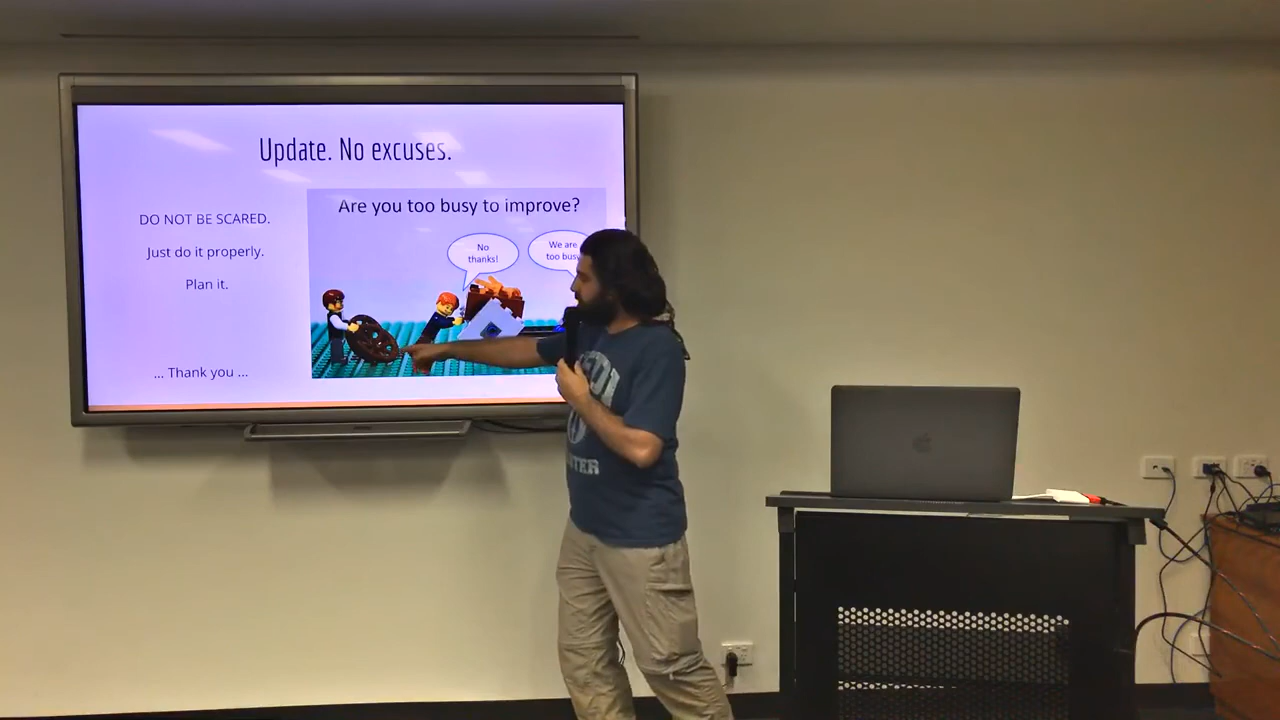 Update. No excuses.
DO NOT BE SCARED.
Just do it properly.
Plan it.
... Thank you ...
Are you too busy to improve?
No
thanks!
We are
too busy